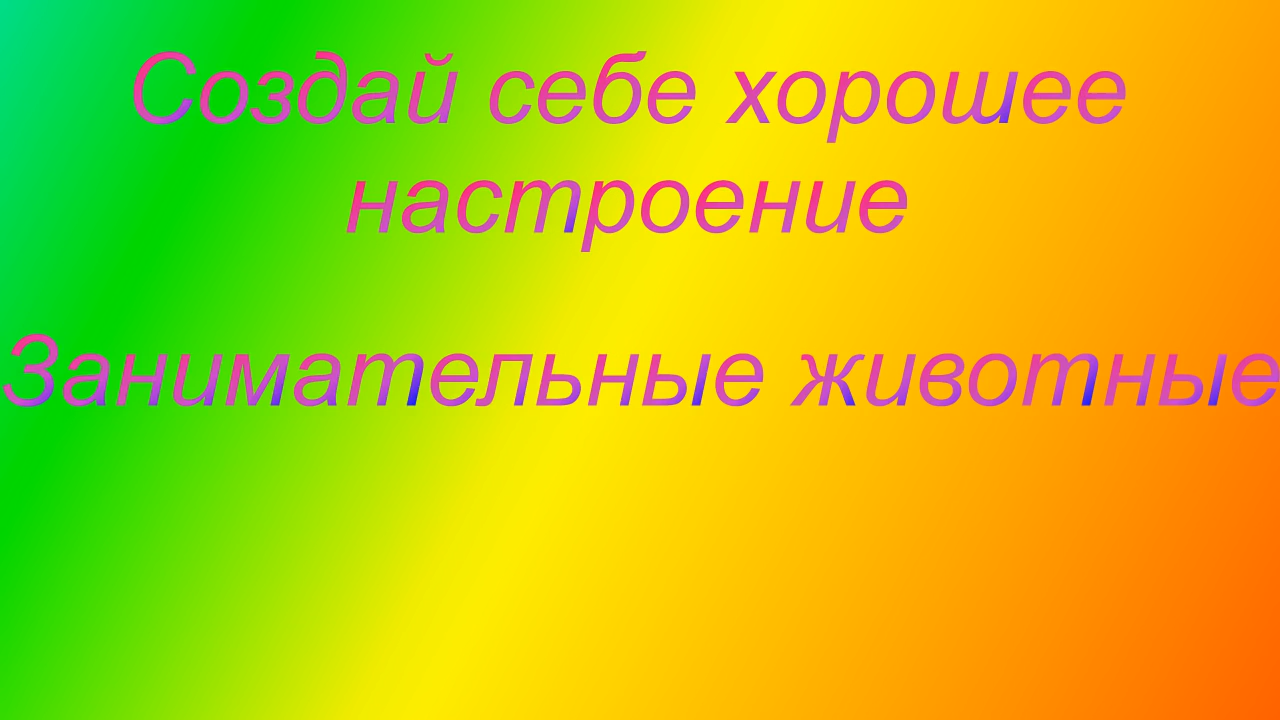 Создай себе хорошее
настроение
Занимательные животные